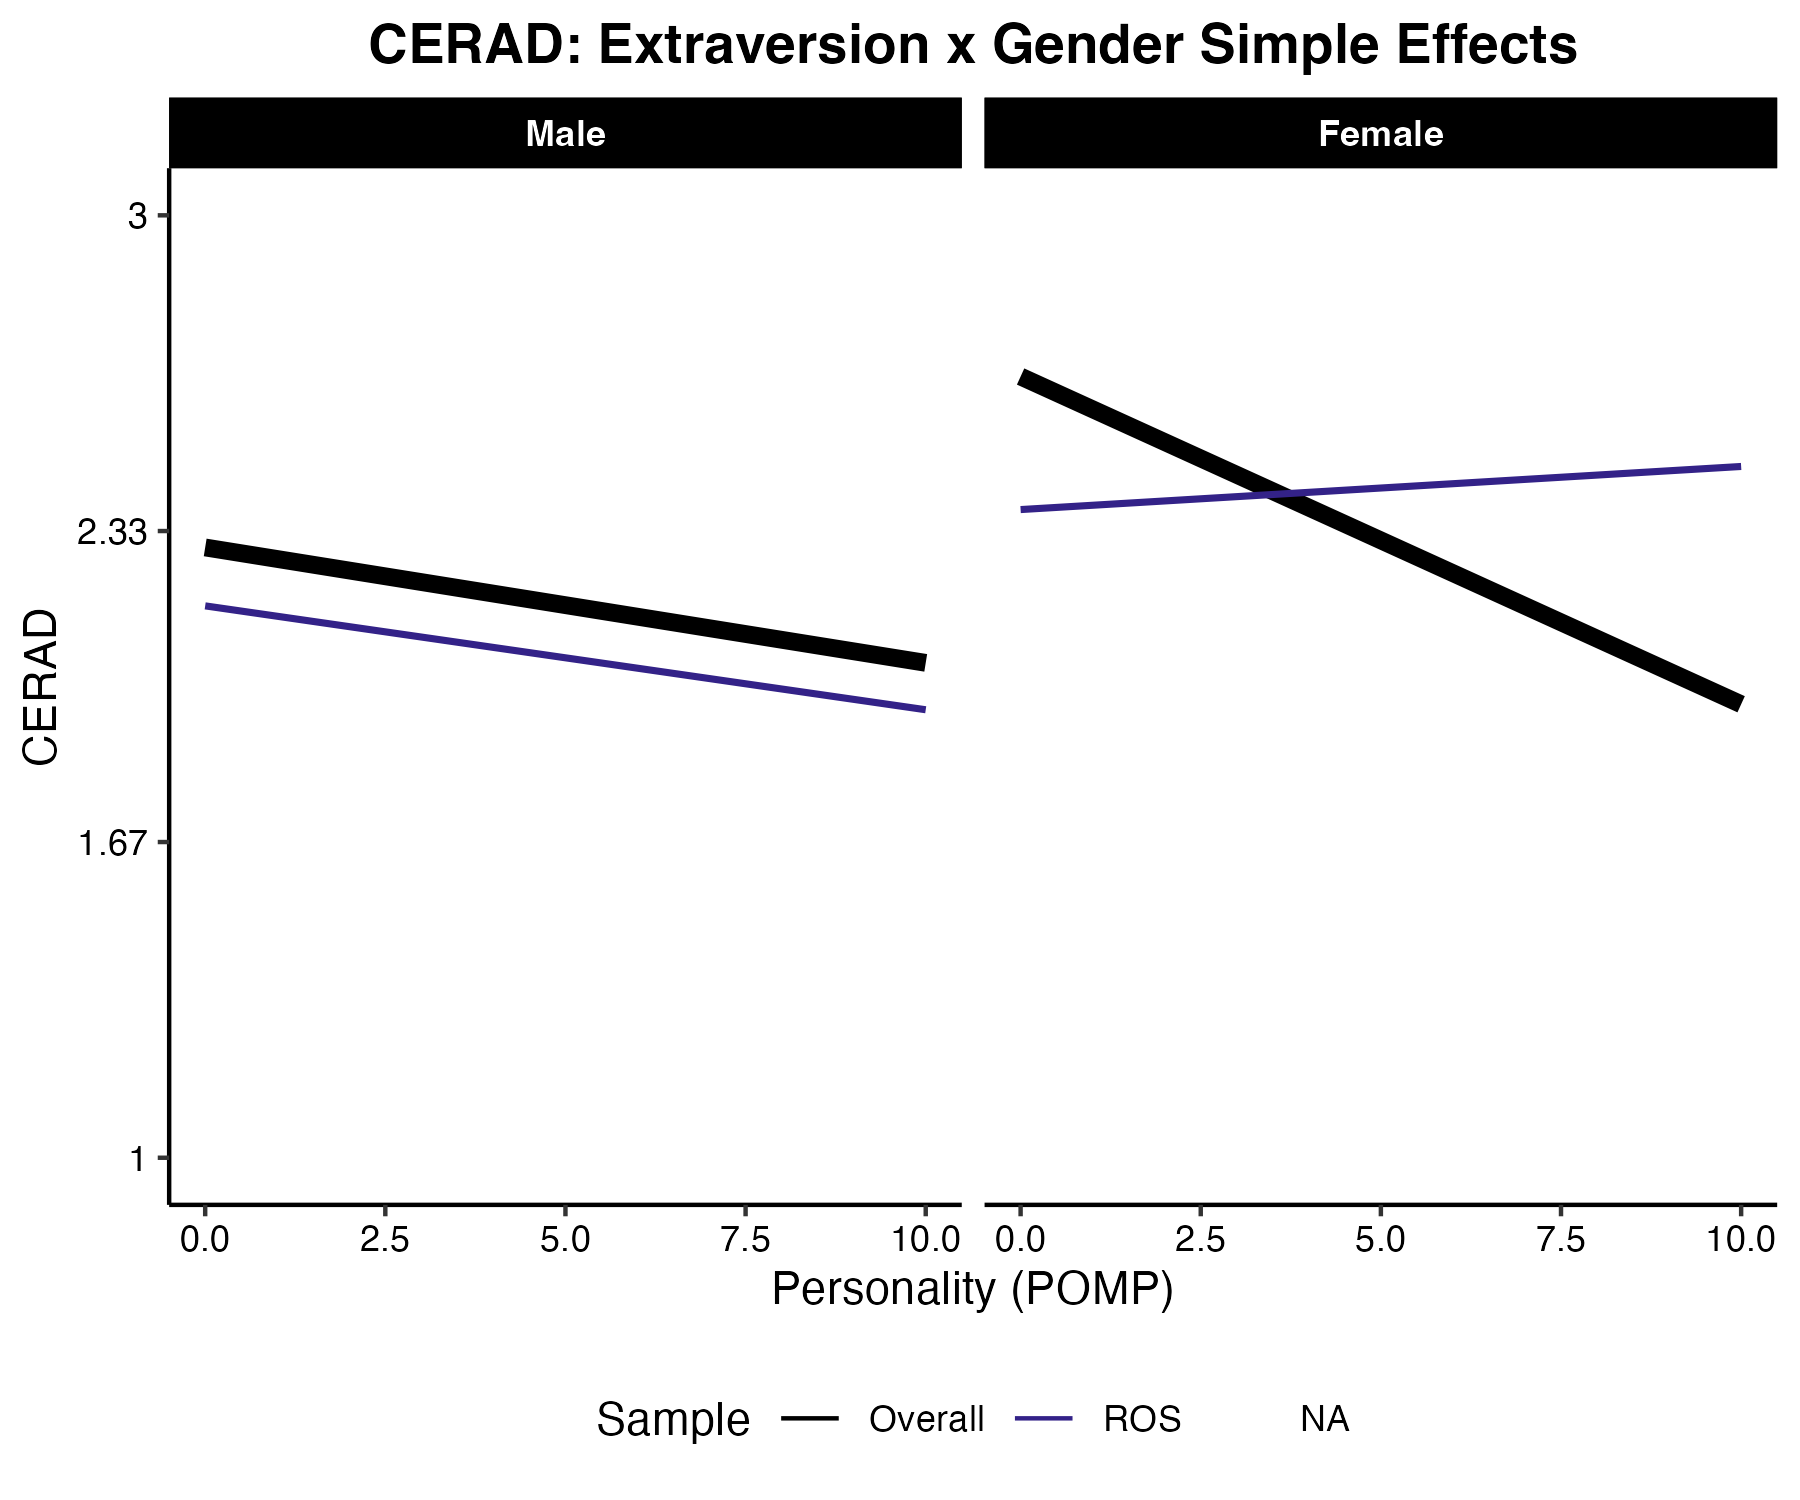 CERAD: Extraversion x Gender Simple Effects
Male
Female
CERAD
3
2.33
1.67
1
0.0 2.5 5.0 7.5 10.0
0.0 2.5 5.0 7.5 10.0
Personality (POMP)
Sample Overall ROS NA